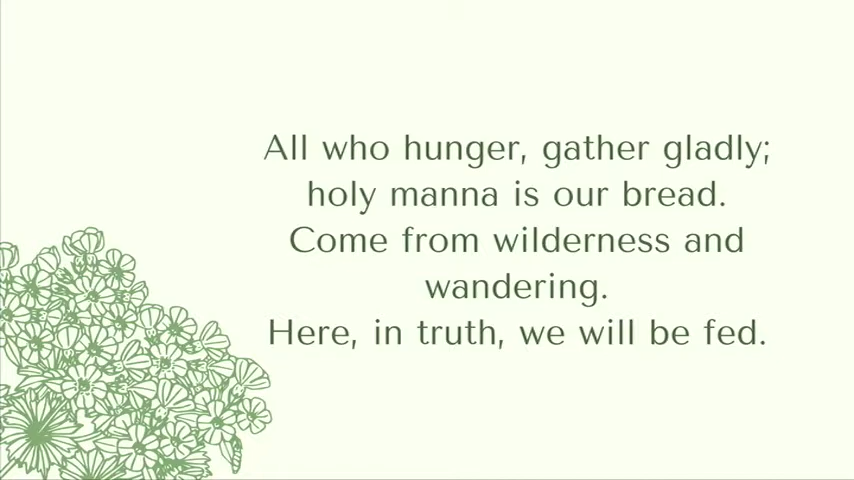 All who hunger, gather gladly;
holy manna is our bread.
Come from wilderness and
wandering.
Here, in truth, we will be fed.